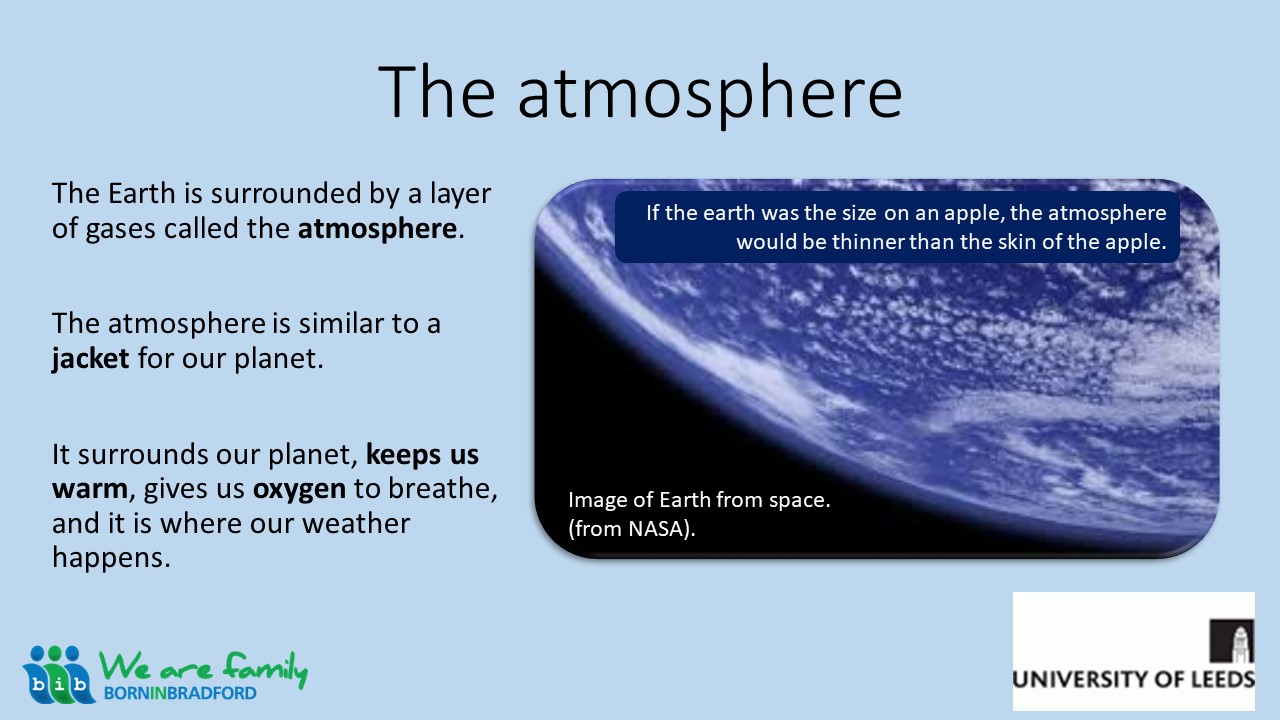 The atmosphere
The Earth is surrounded by a layer
of gases called the atmosphere.
The atmosphere is similar to a
jacket for our planet.
It surrounds our planet, keeps us
warm, gives us oxygen to breathe,
and it is where our weather
happens.
If the earth was the size on an apple, the atmosphere
would be thinner than the skin of the apple.
Image of Earth from space.
(from NASA).
bib
We are family
BORNINBRADFORD
UNIVERSITY OF LEEDS